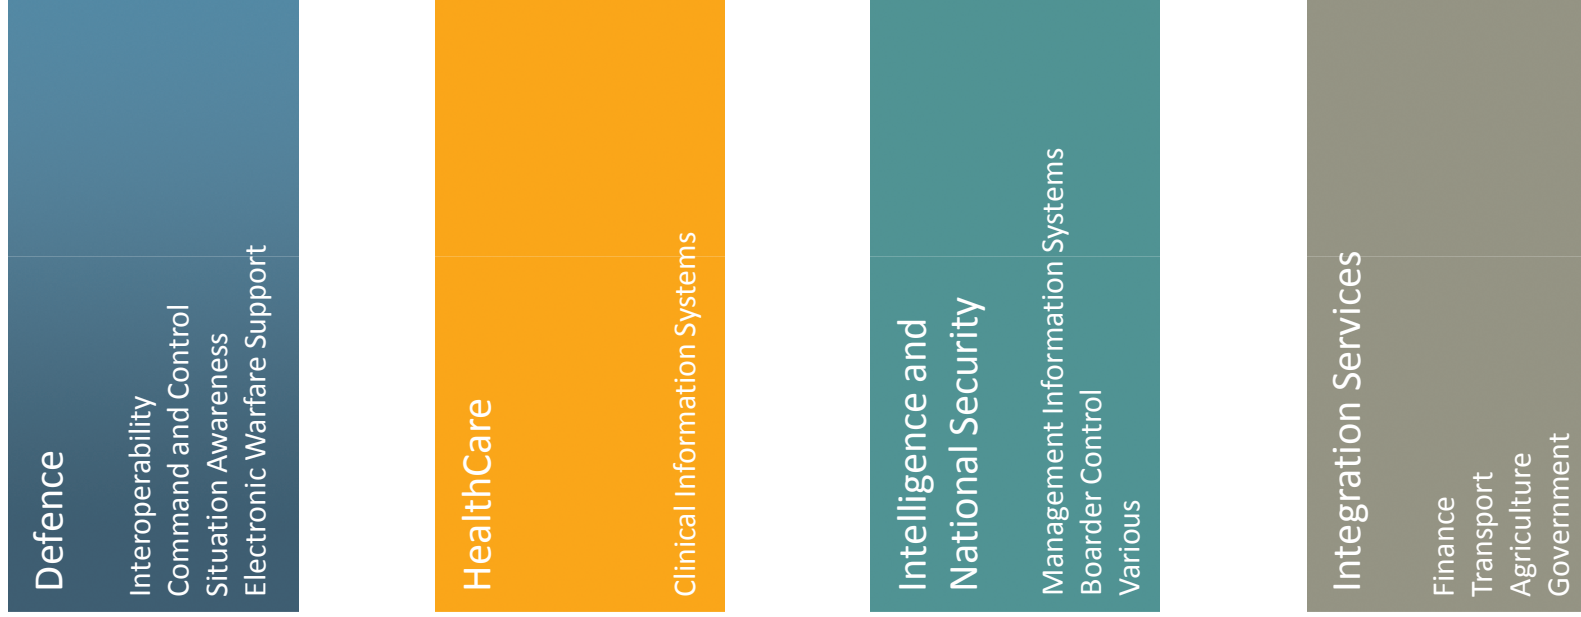 Defence
Interoperability
Command and Control
Situation Awareness
Electronic Warfare Support
HealthCare
Clinical Information Systems
Intelligence and
National Security
Management Information Systems
Boarder Control
Various
Integration Services
Finance
Transport
Agriculture
Government